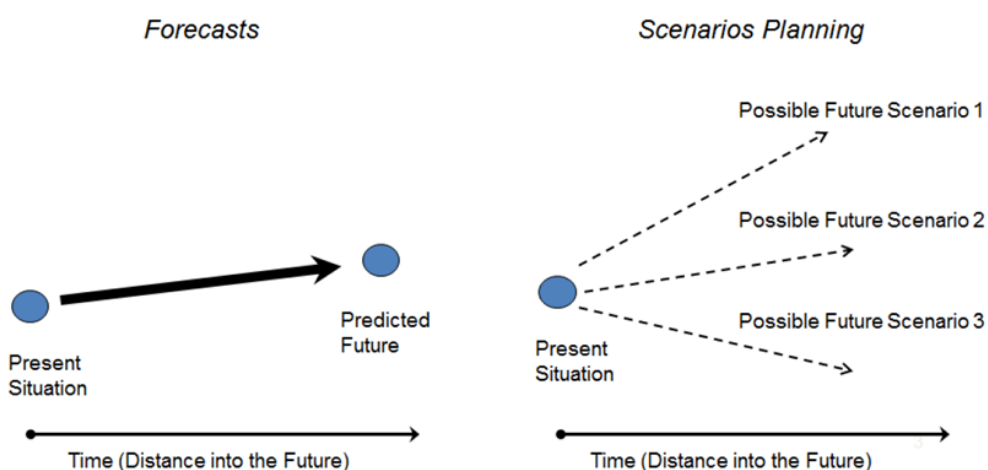 Forecasts
Present
Situation
Predicted
Future
Time (Distance into the Future)
Scenarios Planning
Possible Future Scenario 1
Possible Future Scenario 2
Possible Future Scenario 3
Present
Situation
Time (Distance into the Future)
3